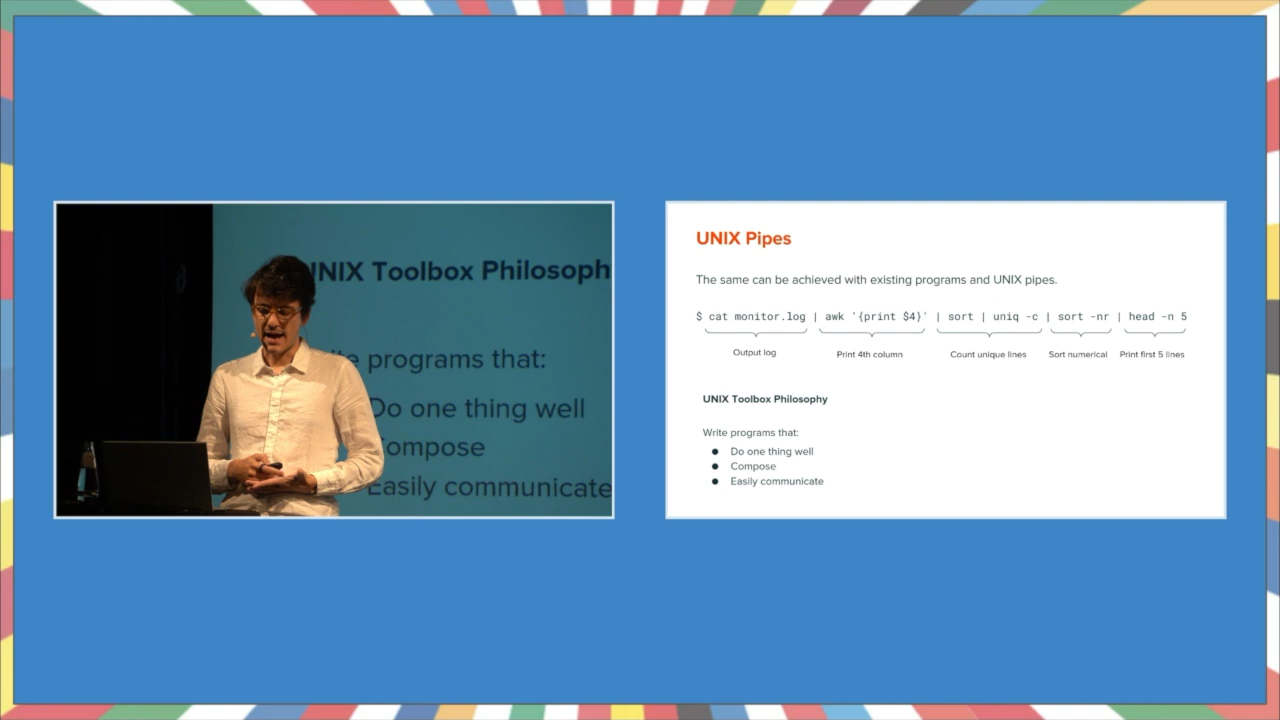 UNIX Toolbox Philosoph
programs that:
Do one thing well
Easily communicate
UNIX Pipes
The same can be achieved with existing programs and UNIX pipes.
$ cat monitor.log | awk '{print $4}' | sort | uniq -c | sort -nr | head -n 5
Output log Print 4th column Count unique lines Sort numerical Print first 5 lines
UNIX Toolbox Philosophy
Write programs that:
● Do one thing well
● Compose
● Easily communicate